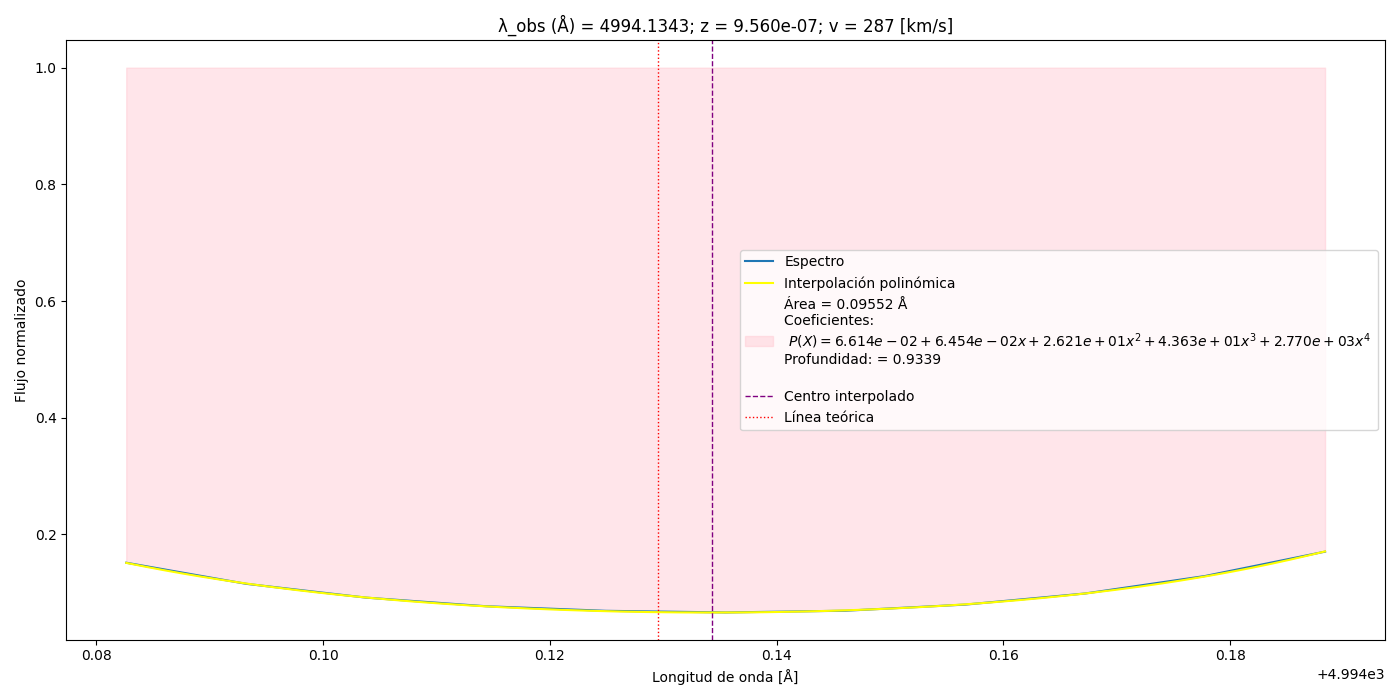 λ_obs (Å) = 4994.1343; z = 9.560e-07; v = 287 [km/s]
Flujo normalizado
1.0
0.8
0.6
0.4
0.2
Espectro
Interpolación polinómica
Área = 0.09552 Å
Coeficientes:
P(X) = 6.614e − 02 + 6.454e − 02x + 2.621e + 01x² + 4.363e + 01x³ + 2.770e + 03x⁴
Profundidad: = 0.9339
Centro interpolado
Línea teórica
0.08 0.10 0.12 0.14 0.16 0.18
+4.994e3
Longitud de onda [Å]